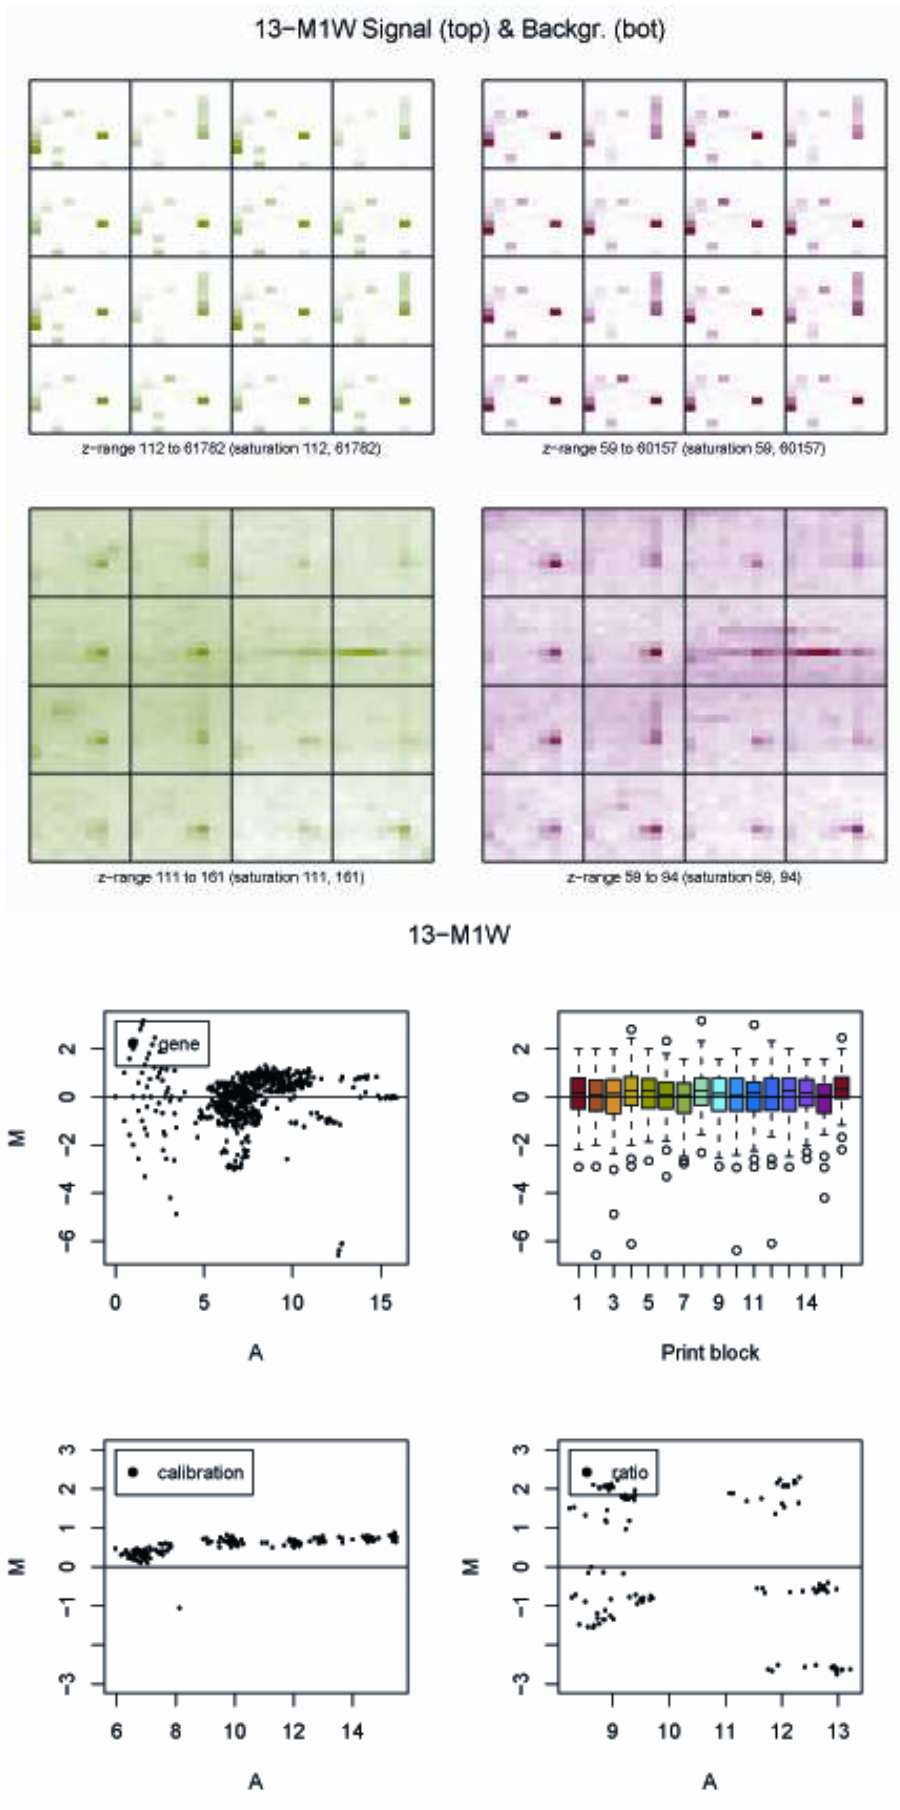 13−M1W Signal (top) & Backgr. (bot)
z−range 112 to 61782 (saturation 112, 61782)
z−range 59 to 60157 (saturation 59, 60157)
z−range 111 to 161 (saturation 111, 161)
z−range 59 to 94 (saturation 59, 94)
13−M1W
gene
M
2
0
−2
−4
−6
0 5 10 15
A
2
0
−2
−4
−6
1 3 5 7 9 11 14
Print block
calibration
M
3
2
1
0
−1
−3
6 8 10 12 14
A
ratio
M
3
2
1
0
−1
−3
9 10 11 12 13
A